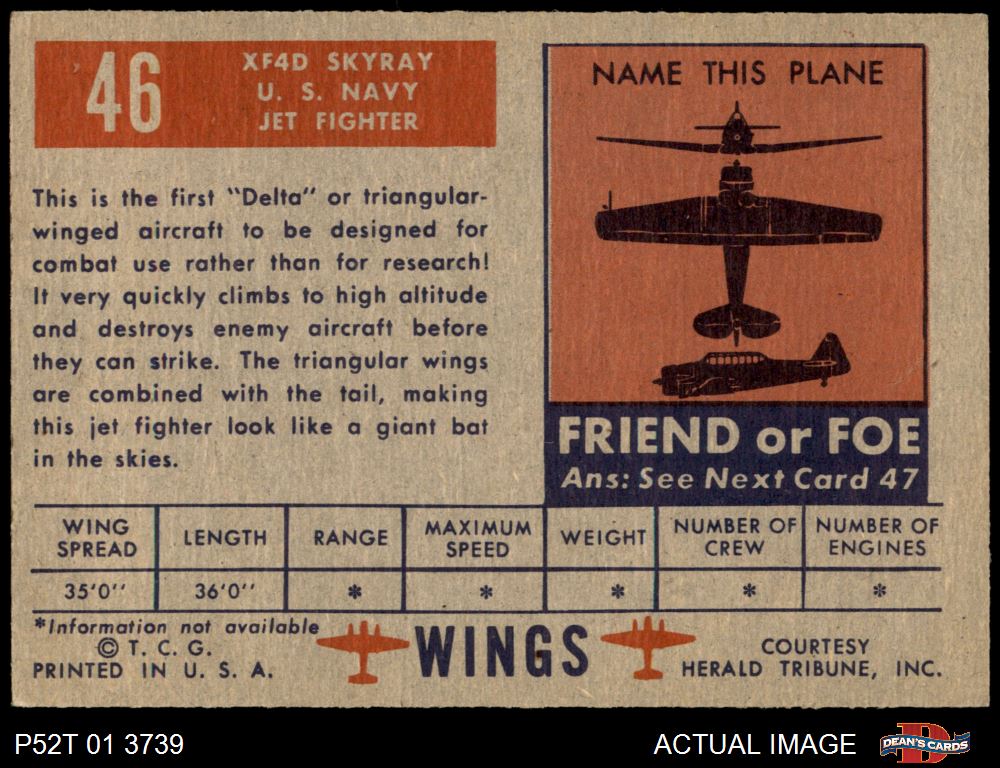 46
XF4D SKYRAY
U. S. NAVY
JET FIGHTER
This is the first "Delta" or triangular-
winged aircraft to be designed for
combat use rather than for research!
It very quickly climbs to high altitude
and destroys enemy aircraft before
they can strike. The triangular wings
are combined with the tail, making
this jet fighter look like a giant bat
in the skies.
NAME THIS PLANE
FRIEND or FOE
Ans: See Next Card 47
WING SPREAD LENGTH RANGE MAXIMUM SPEED WEIGHT NUMBER OF CREW NUMBER OF ENGINES
35'0" 36'0" * * * * *
*Information not available
© T. C. G.
PRINTED IN U. S. A.
WINGS
COURTESY
HERALD TRIBUNE, INC.
P52T 01 3739
ACTUAL IMAGE
D
DEAN'S CARDS